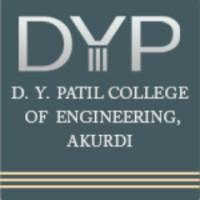 DYP
D. Y. PATIL COLLEGE
OF ENGINEERING,
AKURDI